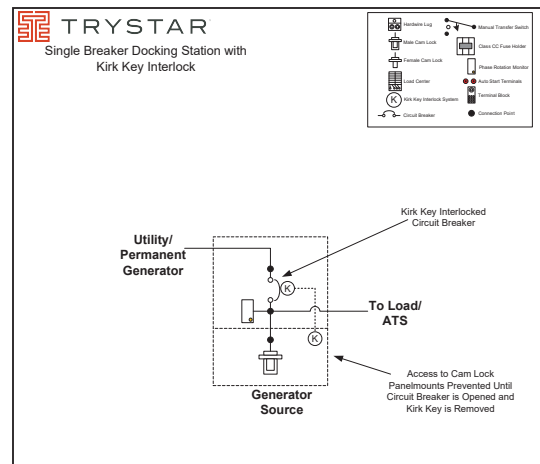 TRYSTAR
Single Breaker Docking Station with
Kirk Key Interlock
Hardwire Lug
Male Cam Lock
Female Cam Lock
Load Center
K
Kirk Key Interlock System
Circuit Breaker
Manual Transfer Switch
Class CC Fuse Holder
Phase Rotation Monitor
Auto Start Terminals
Terminal Block
Connection Point
Kirk Key Interlocked
Circuit Breaker
Utility/
Permanent
Generator
K
To Load/
ATS
K
Generator
Source
Access to Cam Lock
Panelmounts Prevented Until
Circuit Breaker is Opened and
Kirk Key is Removed